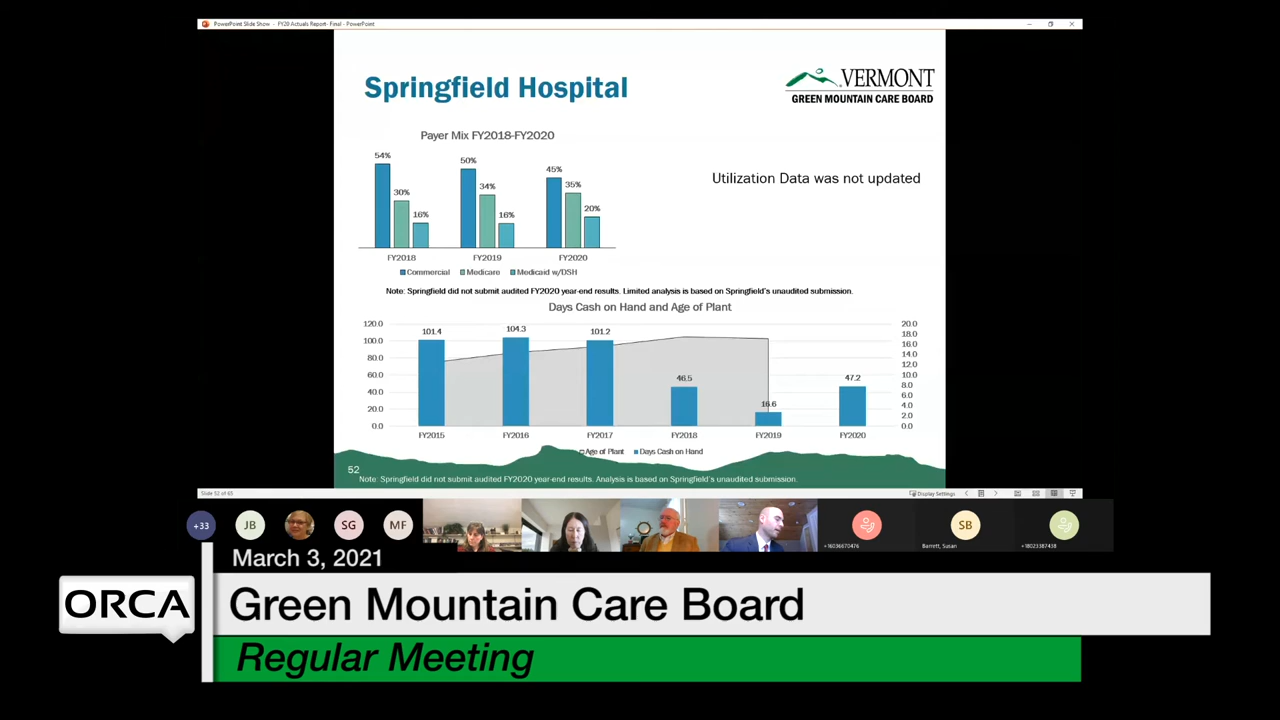 PowerPoint Slide Show - FY20 Actuals Report- Final - PowerPoint
Springfield Hospital
VERMONT
GREEN MOUNTAIN CARE BOARD
Payer Mix FY2018-FY2020
54%
30%
16%
50%
34%
16%
45%
35%
20%
FY2018
FY2019
FY2020
Commercial
Medicare
Medicaid w/DSH
Utilization Data was not updated
Note: Springfield did not submit audited FY2020 year-end results. Limited analysis is based on Springfield's unaudited submission.
Days Cash on Hand and Age of Plant
120.0
100.0
80.0
60.0
40.0
20.0
0.0
101.4
104.3
101.2
46.5
16.6
47.2
20.0
18.0
16.0
14.0
12.0
10.0
8.0
6.0
4.0
2.0
0.0
FY2015
FY2016
FY2017
FY2018
FY2019
FY2020
Age of Plant
Days Cash on Hand
52
Note: Springfield did not submit audited FY2020 year-end results. Analysis is based on Springfield's unaudited submission.
Slide 52 of 65
Display Settings
+33
JB
SG
MF
SB
+16036670476
Barrett, Susan
+18023387438
March 3, 2021
ORCA
Green Mountain Care Board
Regular Meeting